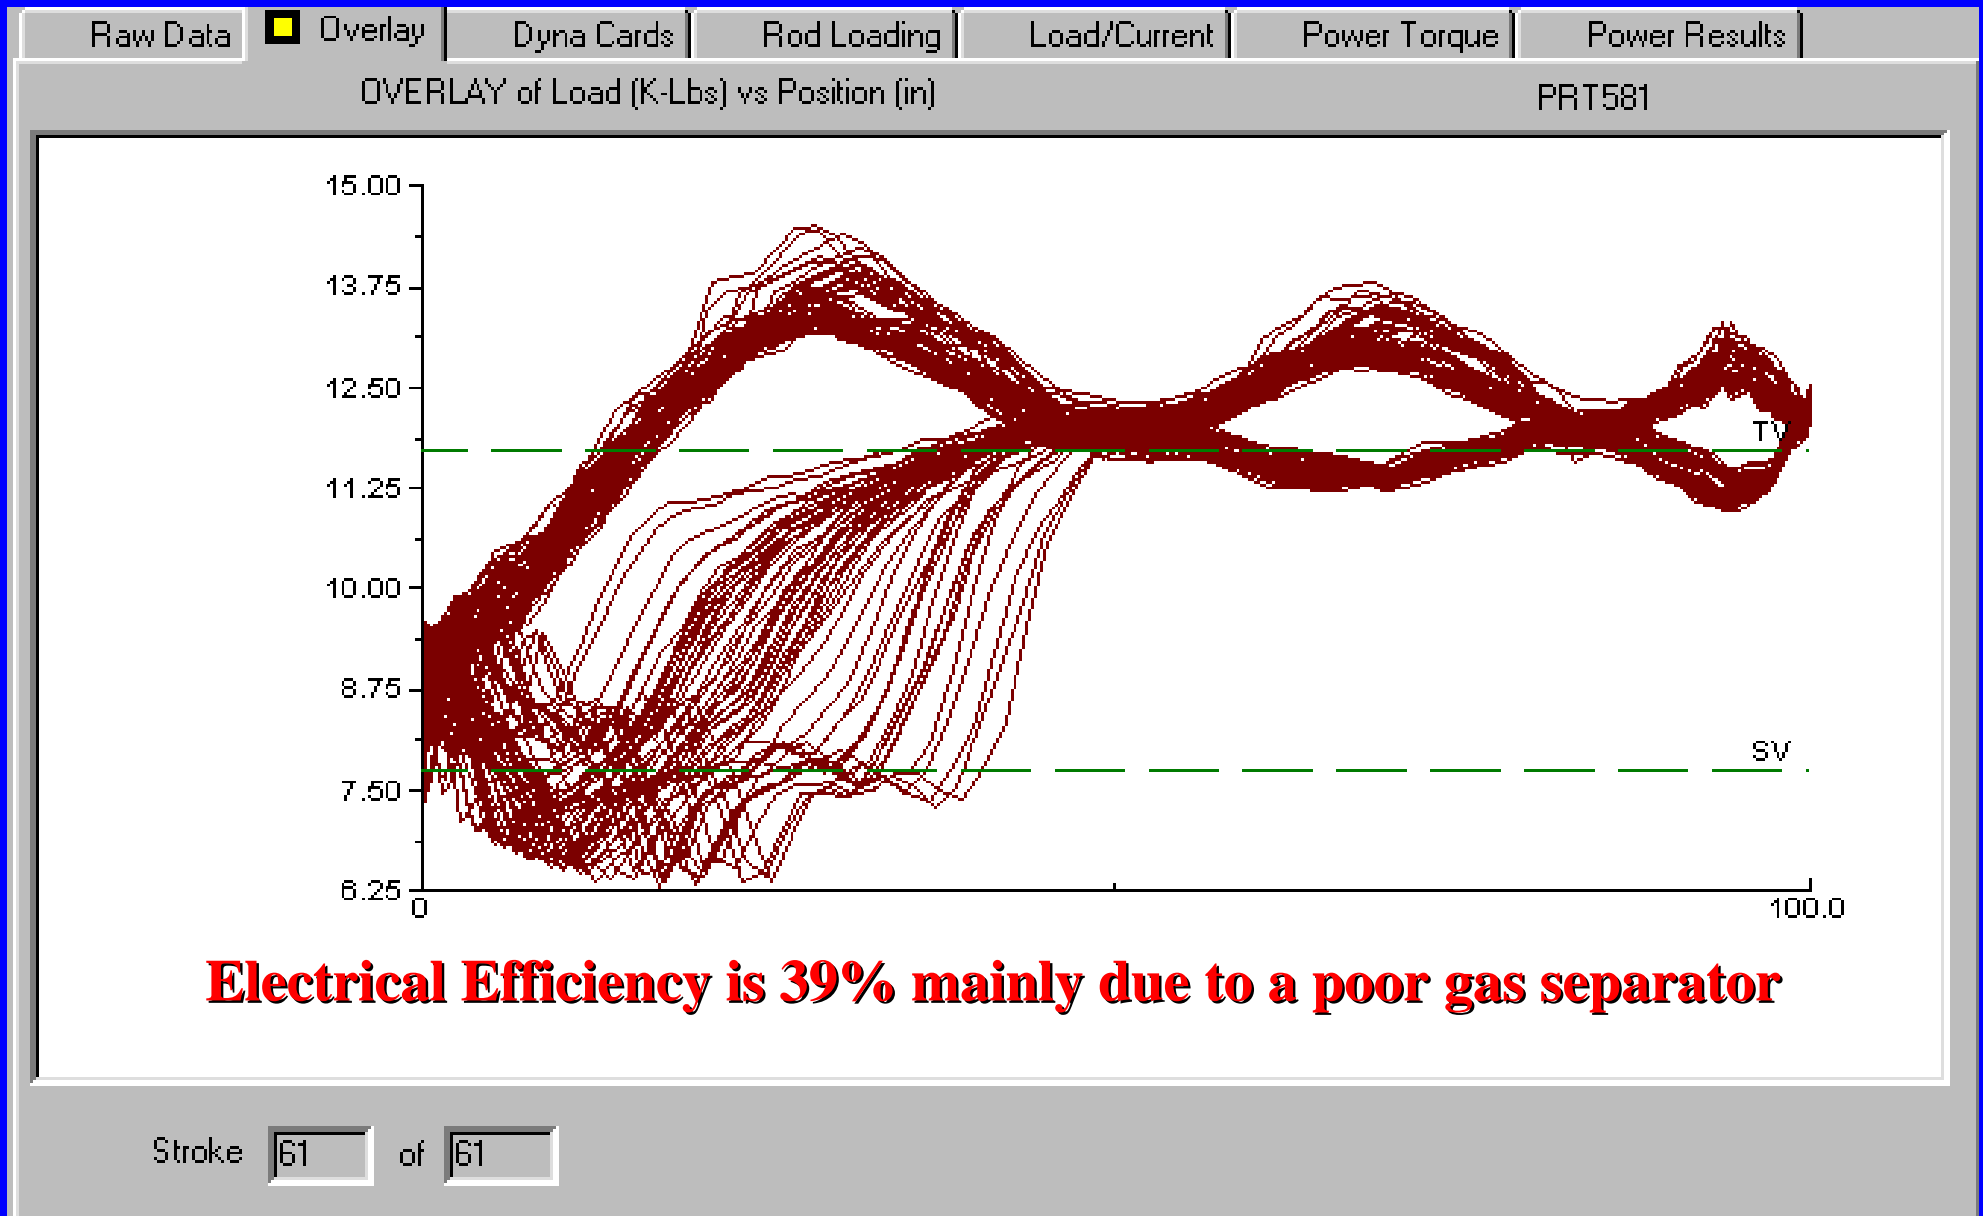 Raw Data Overlay Dyna Cards Rod Loading Load/Current Power Torque Power Results
OVERLAY of Load (K-Lbs) vs Position (in) PRT581
15.00
13.75
12.50
TV
11.25
10.00
8.75
SV
7.50
6.25
0 100.0
Electrical Efficiency is 39% mainly due to a poor gas separator
Stroke 61 of 61